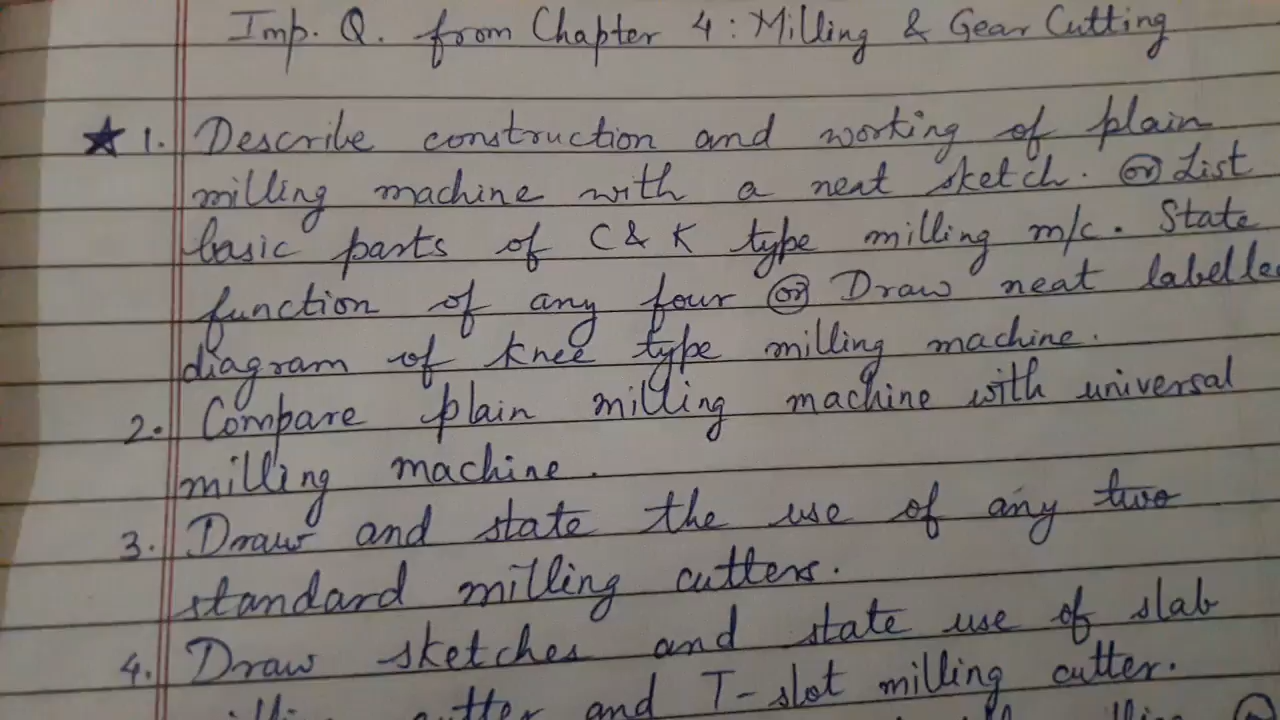 Imp. Q. from Chapter 4: Milling & Gear Cutting
★ 1. Describe construction and working of plain
milling machine with a neat sketch. or List
basic parts of C & K type milling m/c. State
function of any four or Draw neat labelle
diagram of knee type milling machine.
2. Compare plain milling machine with universal
milling machine.
3. Draw and state the use of any two
standard milling cutters.
4. Draw sketches and state use of slab
cutter and T-slot milling cutter.